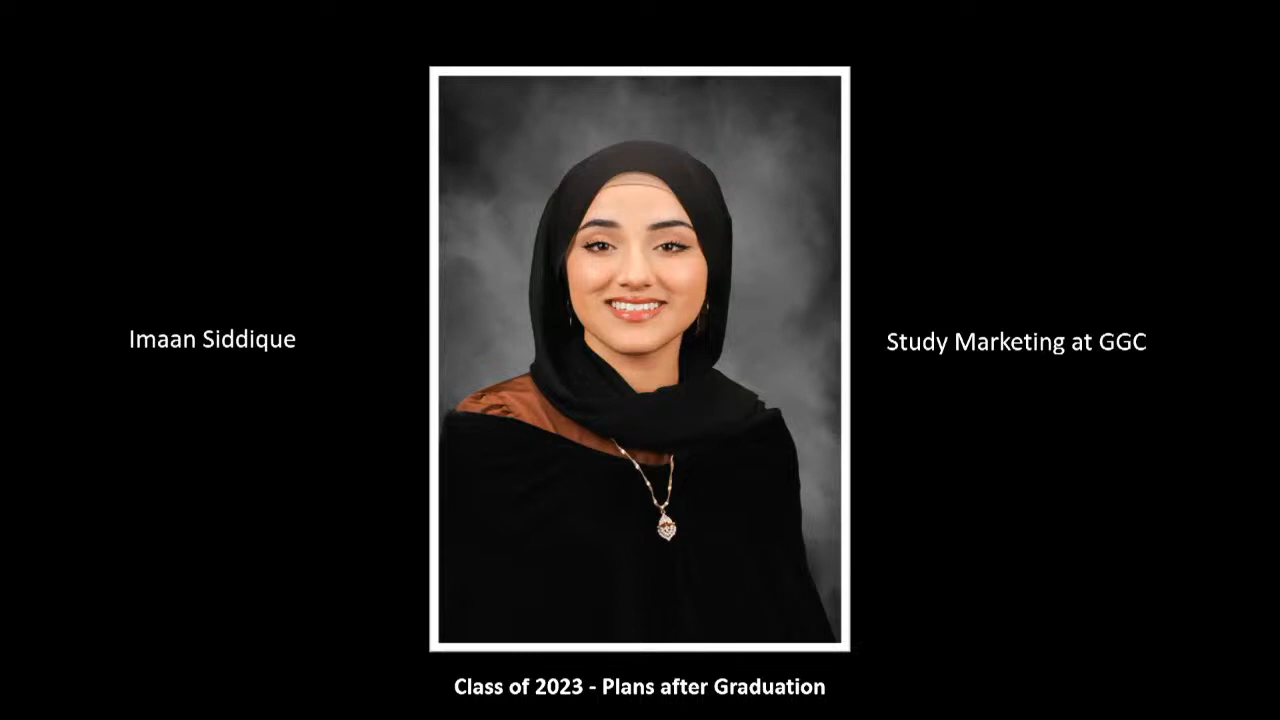 Imaan Siddique
Study Marketing at GGC
Class of 2023 - Plans after Graduation